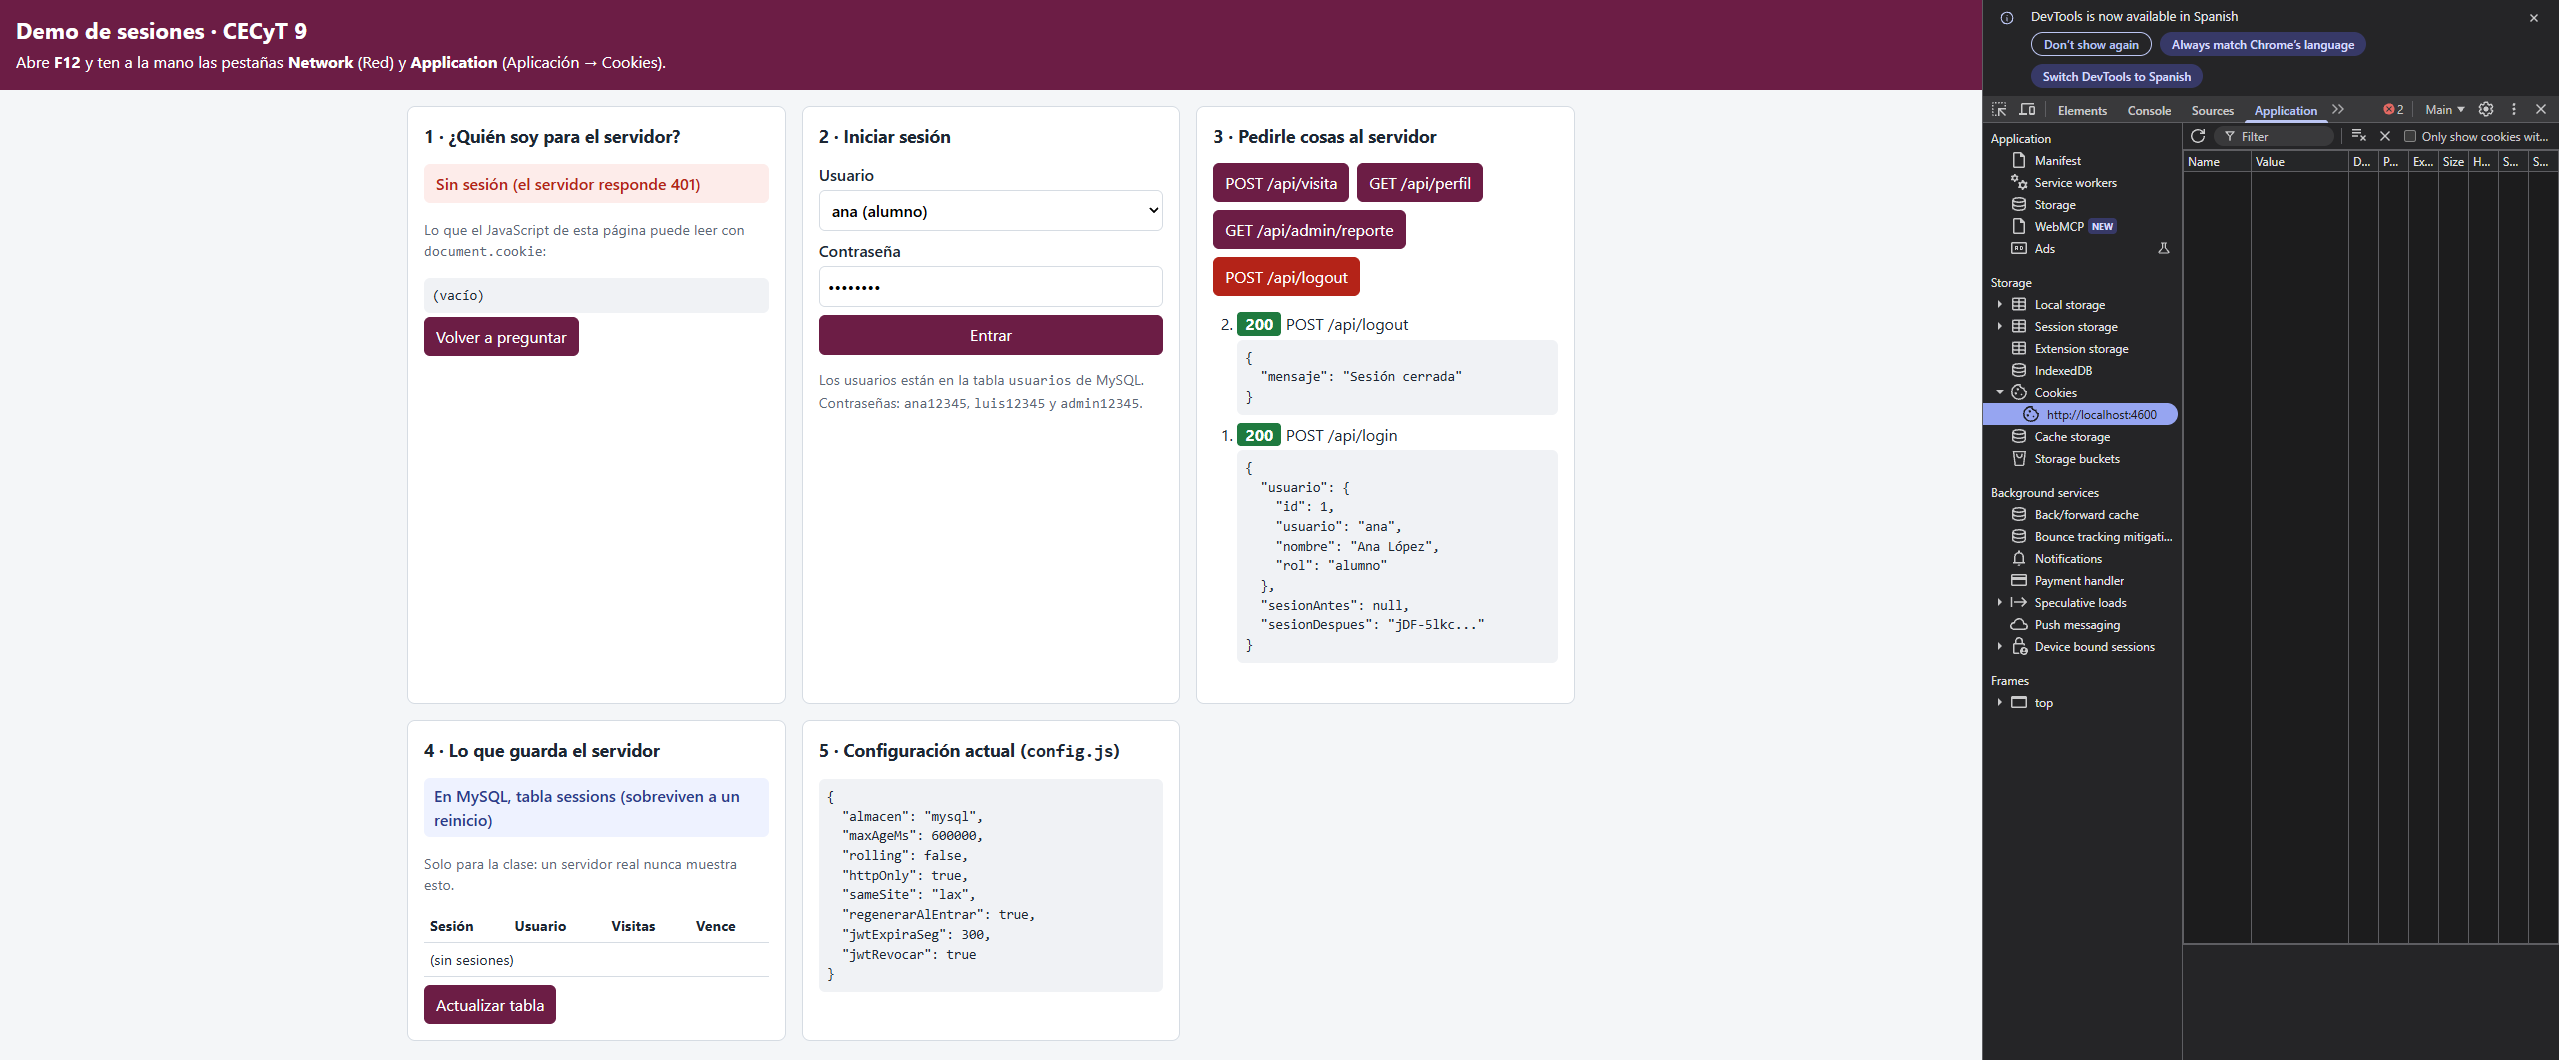 Demo de sesiones · CECyT 9
Abre F12 y ten a la mano las pestañas Network (Red) y Application (Aplicación → Cookies).
1 · ¿Quién soy para el servidor?
Sin sesión (el servidor responde 401)
Lo que el JavaScript de esta página puede leer con
document.cookie:
(vacío)
Volver a preguntar
2 · Iniciar sesión
Usuario
ana (alumno)
Contraseña
••••••••
Entrar
Los usuarios están en la tabla usuarios de MySQL.
Contraseñas: ana12345, luis12345 y admin12345.
3 · Pedirle cosas al servidor
POST /api/visita
GET /api/perfil
GET /api/admin/reporte
POST /api/logout
2. 200 POST /api/logout
{
"mensaje": "Sesión cerrada"
}
1. 200 POST /api/login
{
"usuario": {
"id": 1,
"usuario": "ana",
"nombre": "Ana López",
"rol": "alumno"
},
"sesionAntes": null,
"sesionDespues": "jDF-5lkc..."
}
4 · Lo que guarda el servidor
En MySQL, tabla sessions (sobreviven a un
reinicio)
Solo para la clase: un servidor real nunca muestra
esto.
Sesión Usuario Visitas Vence
(sin sesiones)
Actualizar tabla
5 · Configuración actual (config.js)
{
"almacen": "mysql",
"maxAgeMs": 600000,
"rolling": false,
"httpOnly": true,
"sameSite": "lax",
"regenerarAlEntrar": true,
"jwtExpiraSeg": 300,
"jwtRevocar": true
}
DevTools is now available in Spanish
Don't show again
Always match Chrome's language
Switch DevTools to Spanish
Elements Console Sources Application 2 Main
Application
Manifest
Service workers
Storage
WebMCP NEW
Ads
Storage
Local storage
Session storage
Extension storage
IndexedDB
Cookies
http://localhost:4600
Cache storage
Storage buckets
Background services
Back/forward cache
Bounce tracking mitigati...
Notifications
Payment handler
Speculative loads
Push messaging
Device bound sessions
Frames
top
Filter
Only show cookies wit...
Name Value D... P... Ex... Size H... S... S...